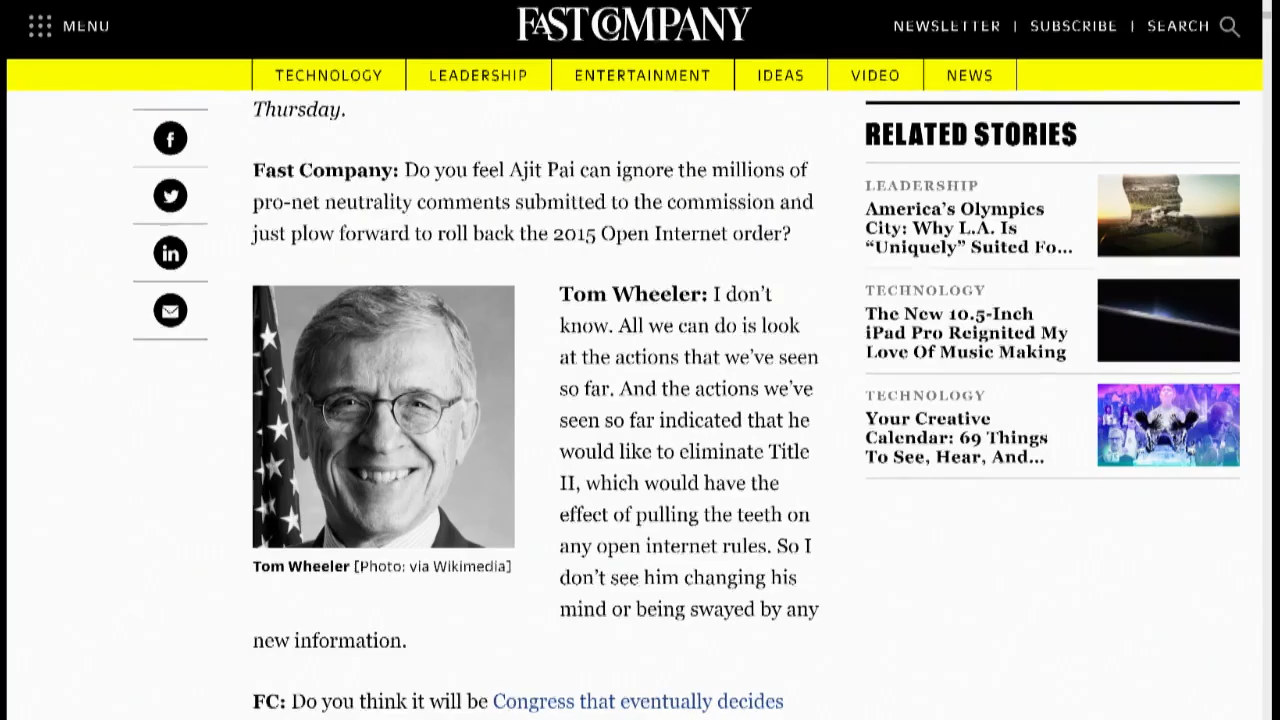 MENU
FAST COMPANY
NEWSLETTER | SUBSCRIBE | SEARCH
TECHNOLOGY | LEADERSHIP | ENTERTAINMENT | IDEAS | VIDEO | NEWS
Thursday.
Fast Company: Do you feel Ajit Pai can ignore the millions of
pro-net neutrality comments submitted to the commission and
just plow forward to roll back the 2015 Open Internet order?
Tom Wheeler: I don’t
know. All we can do is look
at the actions that we’ve seen
so far. And the actions we’ve
seen so far indicated that he
would like to eliminate Title
II, which would have the
effect of pulling the teeth on
any open internet rules. So I
don’t see him changing his
mind or being swayed by any
new information.
Tom Wheeler [Photo: via Wikimedia]
FC: Do you think it will be Congress that eventually decides
RELATED STORIES
LEADERSHIP
America’s Olympics
City: Why L.A. Is
“Uniquely” Suited Fo...
TECHNOLOGY
The New 10.5-Inch
iPad Pro Reignited My
Love Of Music Making
TECHNOLOGY
Your Creative
Calendar: 69 Things
To See, Hear, And...